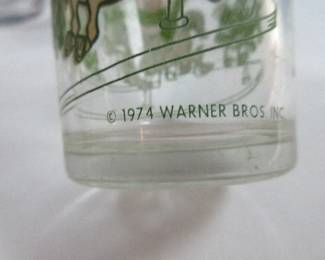 © 1974 WARNER BROS. INC